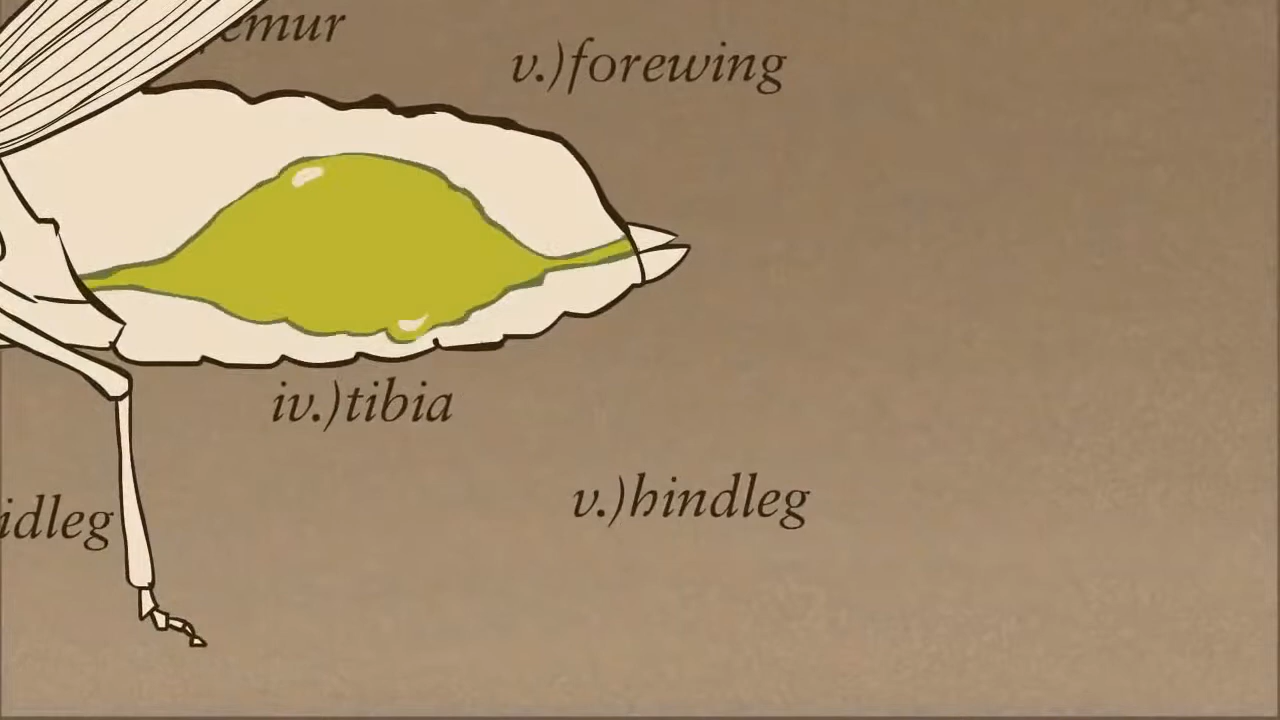 emur
v.)forewing
iv.)tibia
v.)hindleg
idleg